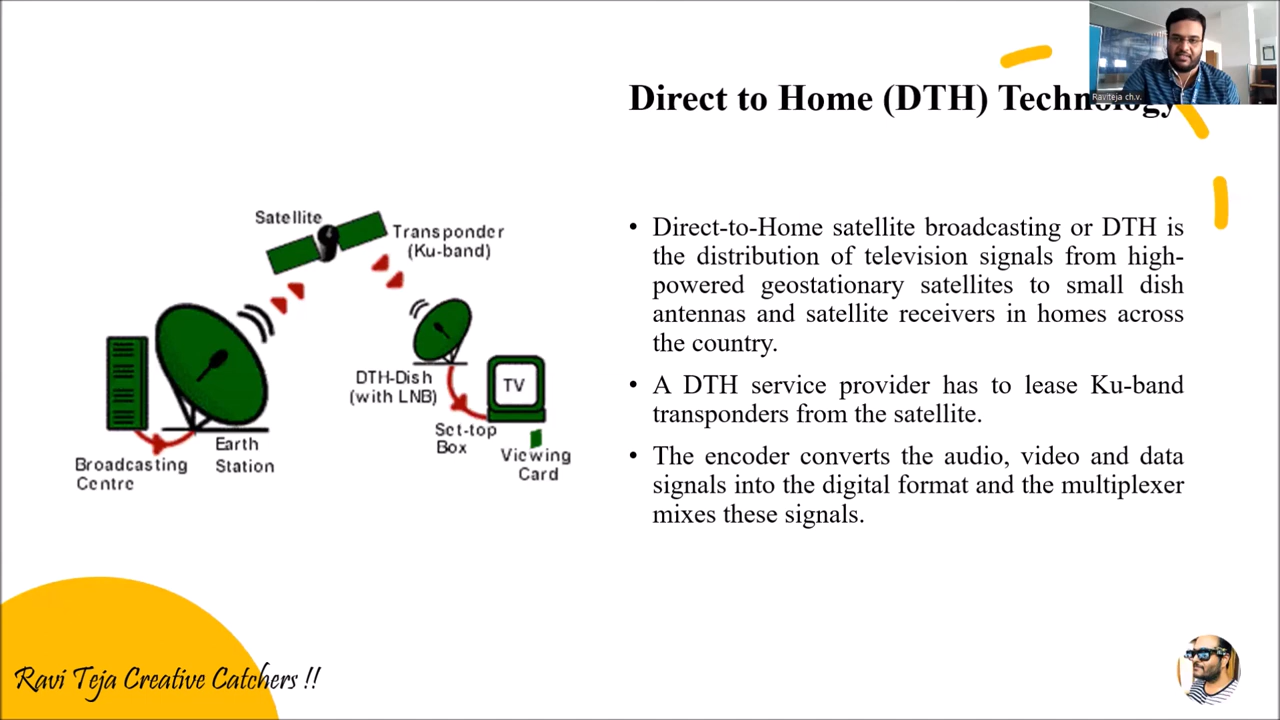 Raviteja ch.v.
Direct to Home (DTH) Technology
Satellite
Transponder
(Ku-band)
DTH-Dish
(with LNB)
TV
Set-top
Box
Viewing
Card
Earth
Station
Broadcasting
Centre
• Direct-to-Home satellite broadcasting or DTH is
the distribution of television signals from high-
powered geostationary satellites to small dish
antennas and satellite receivers in homes across
the country.
• A DTH service provider has to lease Ku-band
transponders from the satellite.
• The encoder converts the audio, video and data
signals into the digital format and the multiplexer
mixes these signals.
Ravi Teja Creative Catchers !!